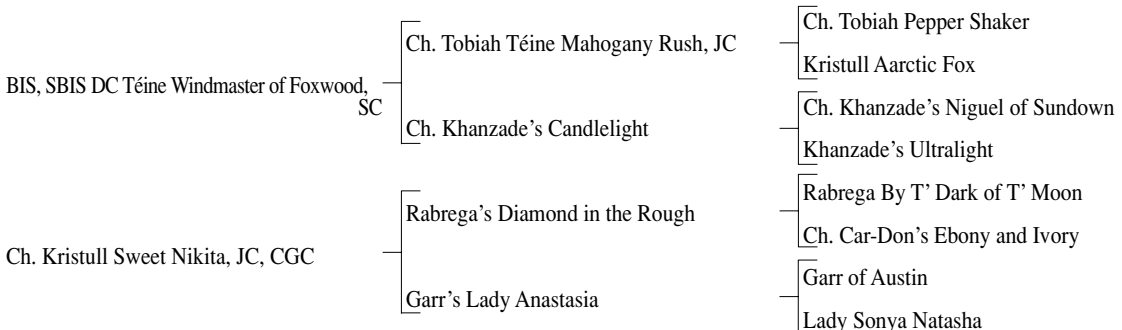 Ch. Tobiah Pepper Shaker
Ch. Tobiah Téine Mahogany Rush, JC
Kristull Aarctic Fox
BIS, SBIS DC Téine Windmaster of Foxwood,
SC
Ch. Khanzade’s Niguel of Sundown
Ch. Khanzade’s Candlelight
Khanzade’s Ultralight
Rabrega By T’ Dark of T’ Moon
Rabrega’s Diamond in the Rough
Ch. Car-Don’s Ebony and Ivory
Ch. Kristull Sweet Nikita, JC, CGC
Garr of Austin
Garr’s Lady Anastasia
Lady Sonya Natasha